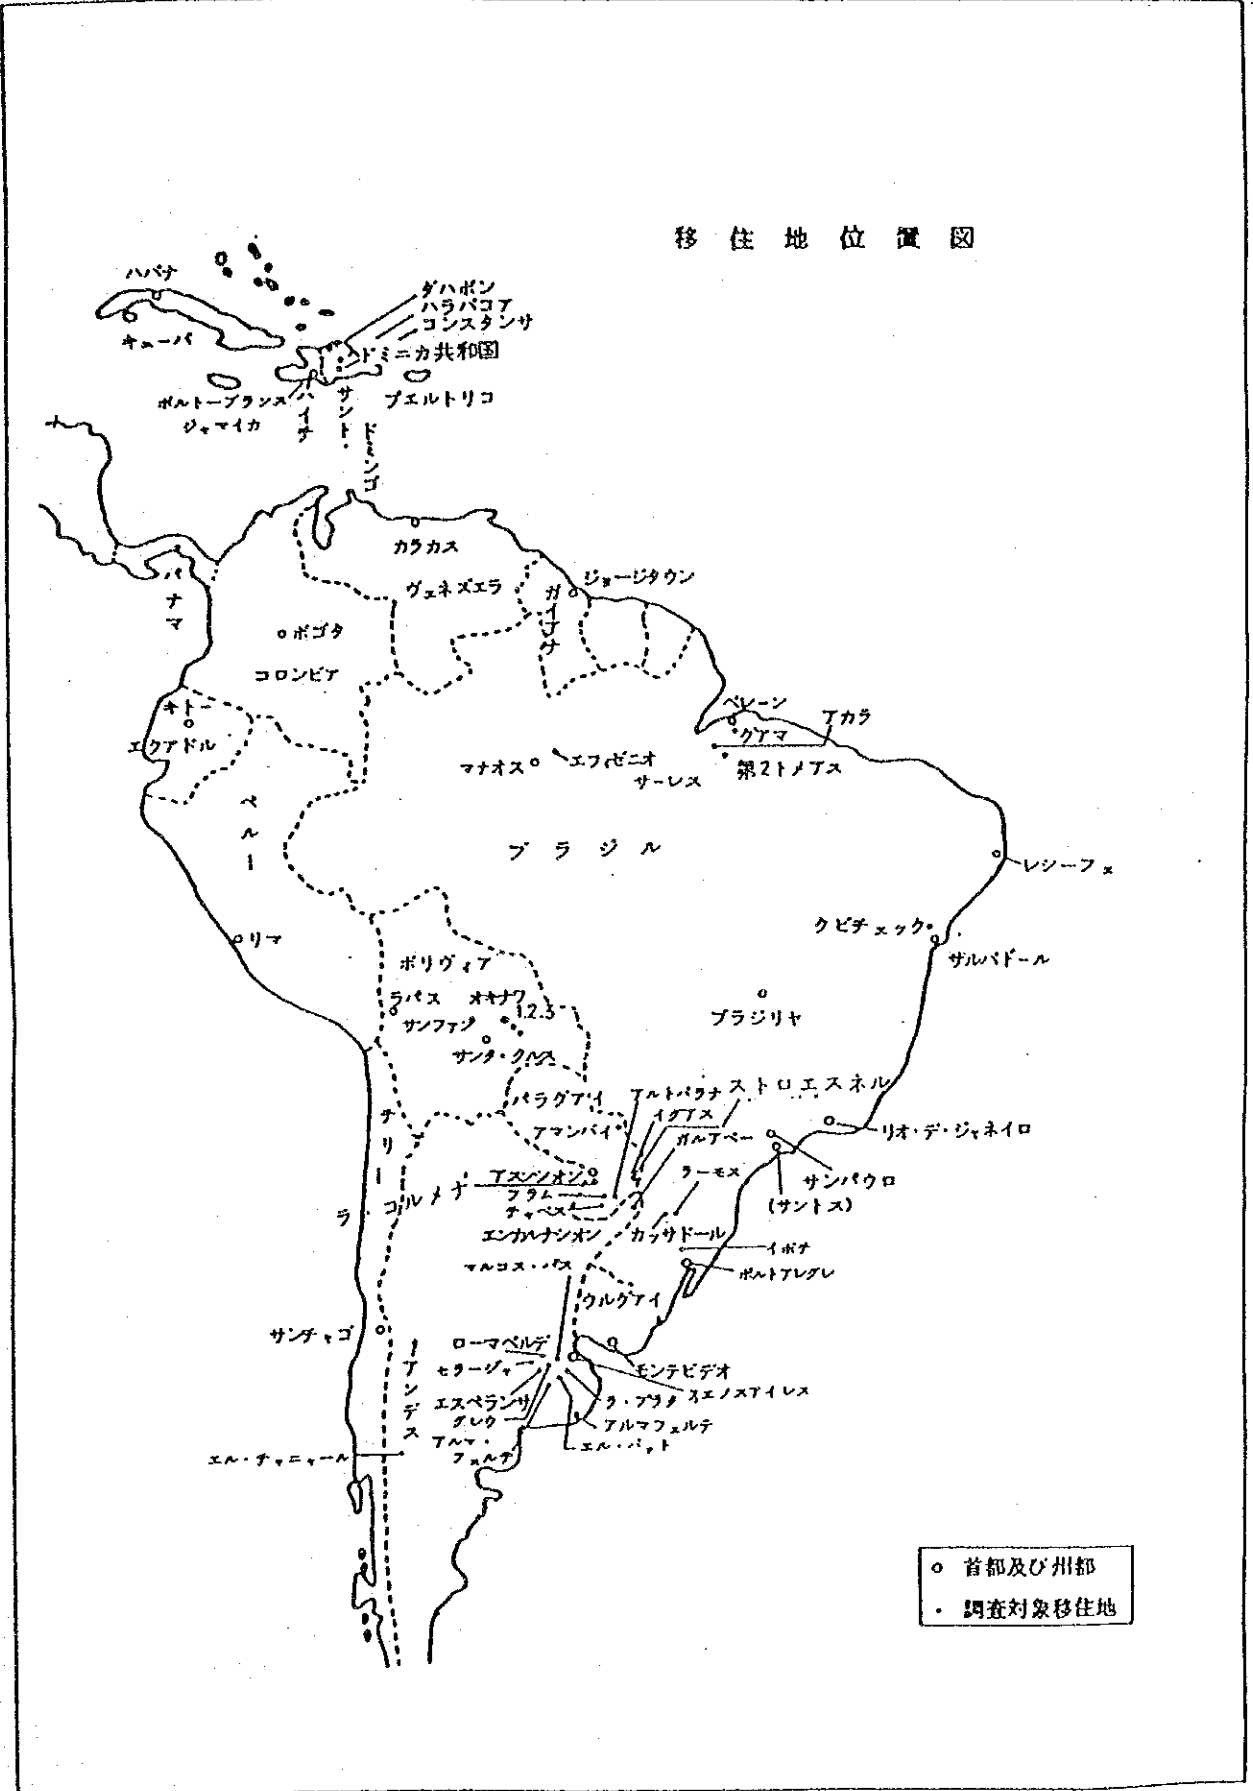 移住地位置図
ハバナ
キューバ
ダハボン
ハラバコア
コンスタンサ
ドミニカ共和国
ポルトープランス
ハイチ
サント・ドミンゴ
プエルトリコ
ジャマイカ
カラカス
パナマ
ヴェネズエラ
ジョージタウン
ガイアナ
ボゴタ
コロンビア
キトー
エクアドル
ベレーン
グアマ
アカラ
第2トメアス
マナオス
エフィゼニオ
サーレス
ペルー
ブラジル
レシーフェ
クビチェック
ザルバドール
リマ
ボリヴィア
ラパス
オキナワ
1.2.3
サンファン
サンタ・クルス
ブラジリヤ
パラグアイ
アルトパラナ
ストロエスネル
イグアス
アマンバイ
ガルアペー
リオ・デ・ジャネイロ
チリー
アスンシオン
ラ・コルメナ
フラム
チャベス
ラーモス
サンパウロ
(サントス)
エンカルナシオン
カッサドール
イボチ
マルコス・パス
ポルトアレグレ
ウルグアイ
サンチャゴ
ローマベルデ
セラージャ
モンテビデオ
アンデス
エスペランサ
ラ・プラタ
グレウ
アルマフェルテ
アルマ・
フェルテ
エル・パット
エル・チャニャール
首都及び州都
調査対象移住地